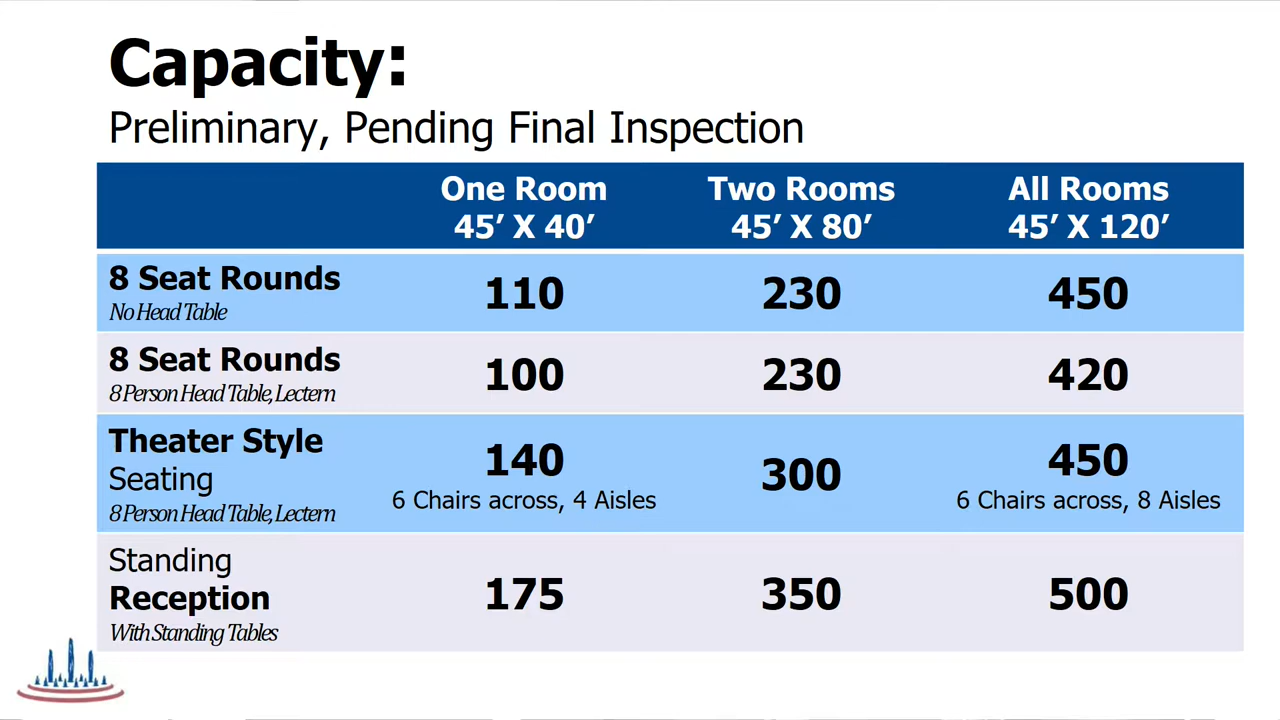 Capacity:
Preliminary, Pending Final Inspection
One Room Two Rooms All Rooms
45’ X 40’ 45’ X 80’ 45’ X 120’
8 Seat Rounds
No Head Table
110 230 450
8 Seat Rounds
8 Person Head Table, Lectern
100 230 420
Theater Style
Seating
8 Person Head Table, Lectern
140
6 Chairs across, 4 Aisles
300
450
6 Chairs across, 8 Aisles
Standing
Reception
With Standing Tables
175 350 500